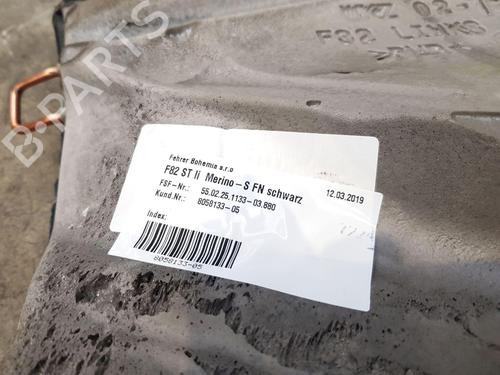 F82 LINKS
Fehrer Bohemia s.r.o
F82 ST li Merino-S FN schwarz
12.03.2019
FSF-Nr.: 55.02.25.1133-03.880
Kund.Nr.: 8058133-05
Index:
8058133-05
B-PARTS